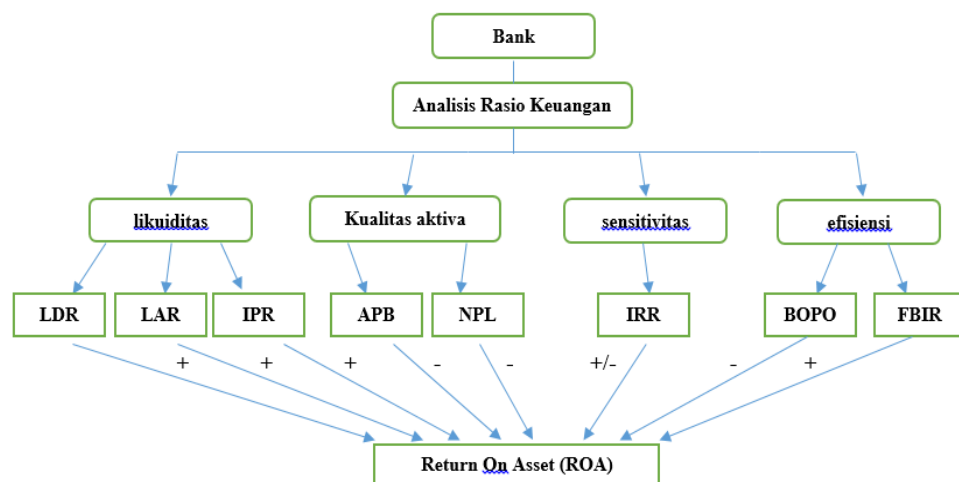 Bank
Analisis Rasio Keuangan
likuiditas
Kualitas aktiva
sensitivitas
efisiensi
LDR
LAR
IPR
APB
NPL
IRR
BOPO
FBIR
+
+
+
-
-
+/-
-
+
Return On Asset (ROA)